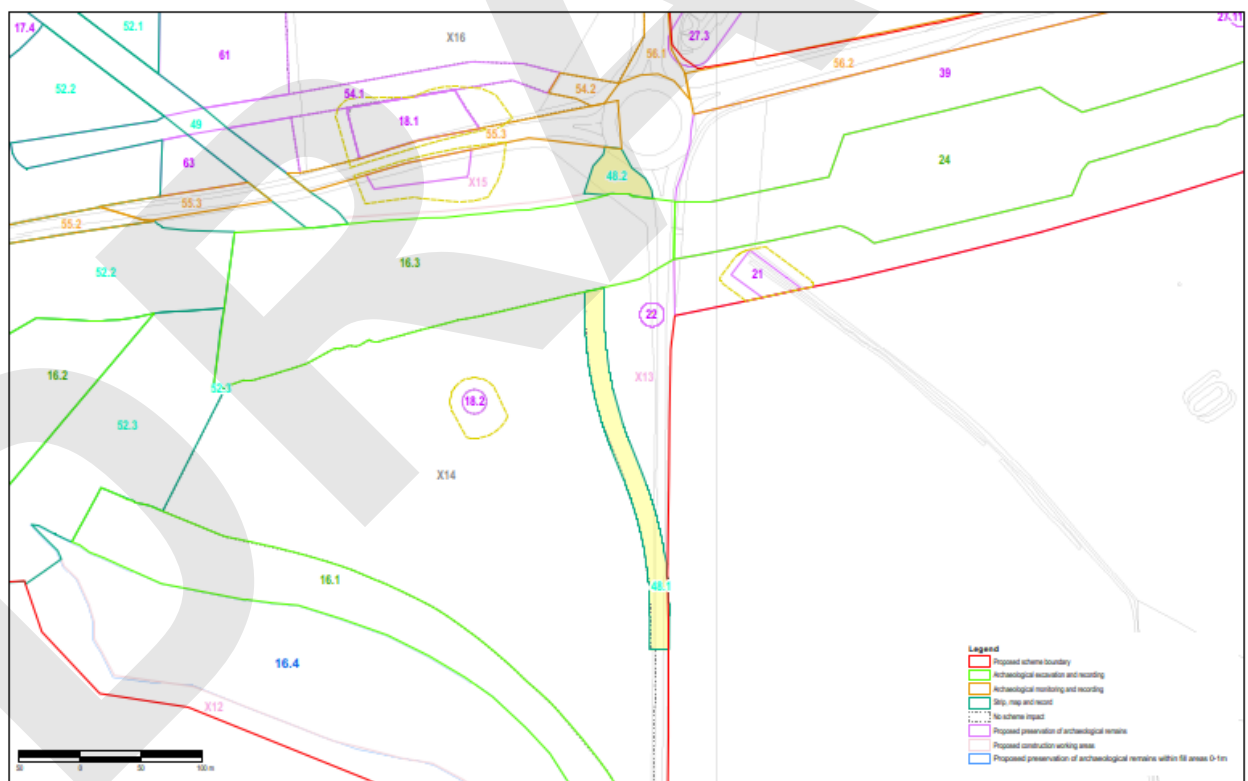 17.4
52.1
61
X16
56.1
27.3
27.11
56.2
39
52.2
54.1
54.2
49
18.1
55.3
63
X15
48.2
24
55.3
55.2
52.2
16.3
21
22
16.2
52.3
X13
18.2
52.3
X14
16.1
48.1
16.4
X12
Legend
Proposed scheme boundary
Archaeological excavation and recording
Archaeological monitoring and recording
Strip, map and record
No scheme impact
Proposed preservation of archaeological remains
Proposed construction working areas
Proposed preservation of archaeological remains within fill areas 0-1m
50 0 50 100 m